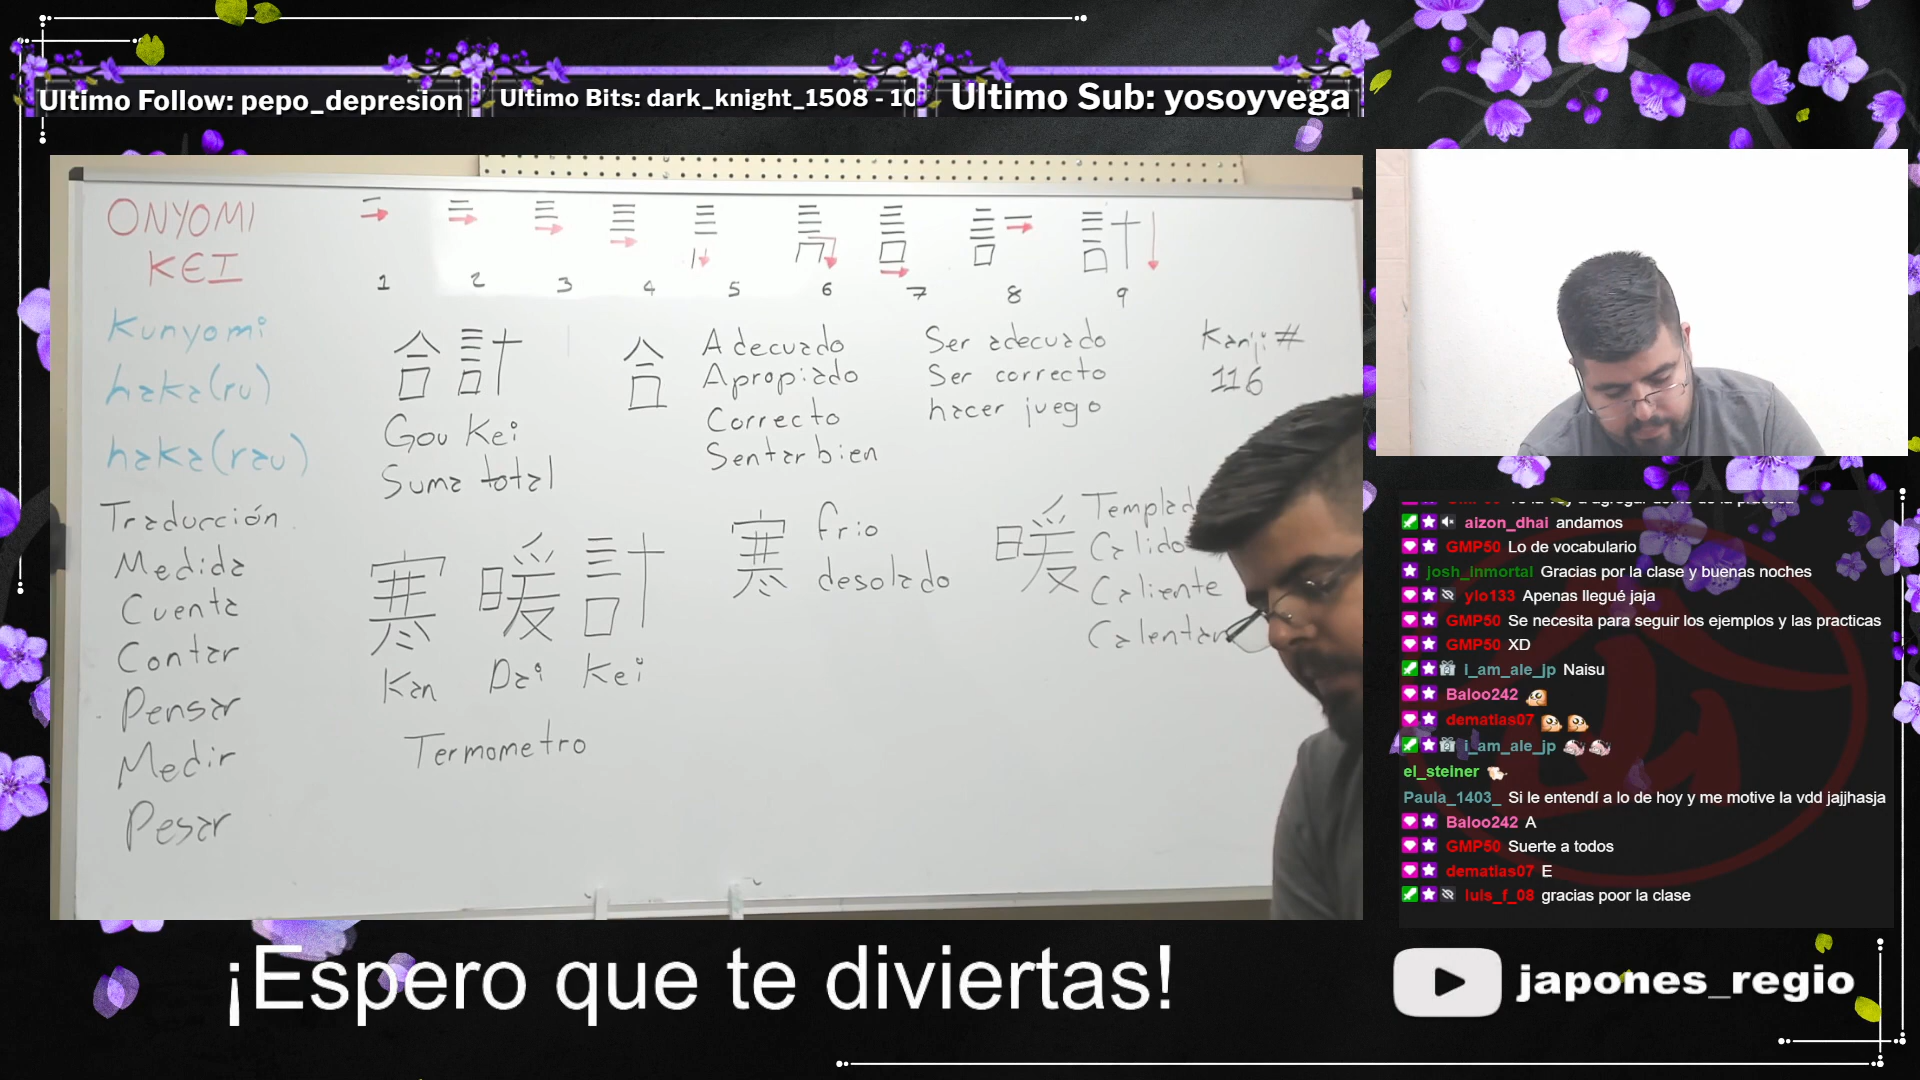 Ultimo Follow: pepo_depresion
Ultimo Bits: dark_knight_1508 - 10
Ultimo Sub: yosoyvega
ONYOMI
KEI
Kunyomi
haka(ru)
haka(rau)
Traducción
Medida
Cuenta
Contar
Pensar
Medir
Pesar
1 2 3 4 5 6 7 8 9
合計
Gou Kei
Suma total
合
Adecuado
Apropiado
Correcto
Sentar bien
Ser adecuado
Ser correcto
hacer juego
Kanji #
116
寒暖計
Kan Dai Kei
Termometro
寒
frio
desolado
暖
Templad
Calido
Caliente
Calentar
aizon_dhai andamos
GMP50 Lo de vocabulario
josh_inmortal Gracias por la clase y buenas noches
ylo133 Apenas llegué jaja
GMP50 Se necesita para seguir los ejemplos y las practicas
GMP50 XD
i_am_ale_jp Naisu
Baloo242
dematias07
i_am_ale_jp
el_steiner
Paula_1403_ Si le entendí a lo de hoy y me motive la vdd jajjhasja
Baloo242 A
GMP50 Suerte a todos
dematias07 E
luis_f_08 gracias poor la clase
¡Espero que te diviertas!
japones_regio